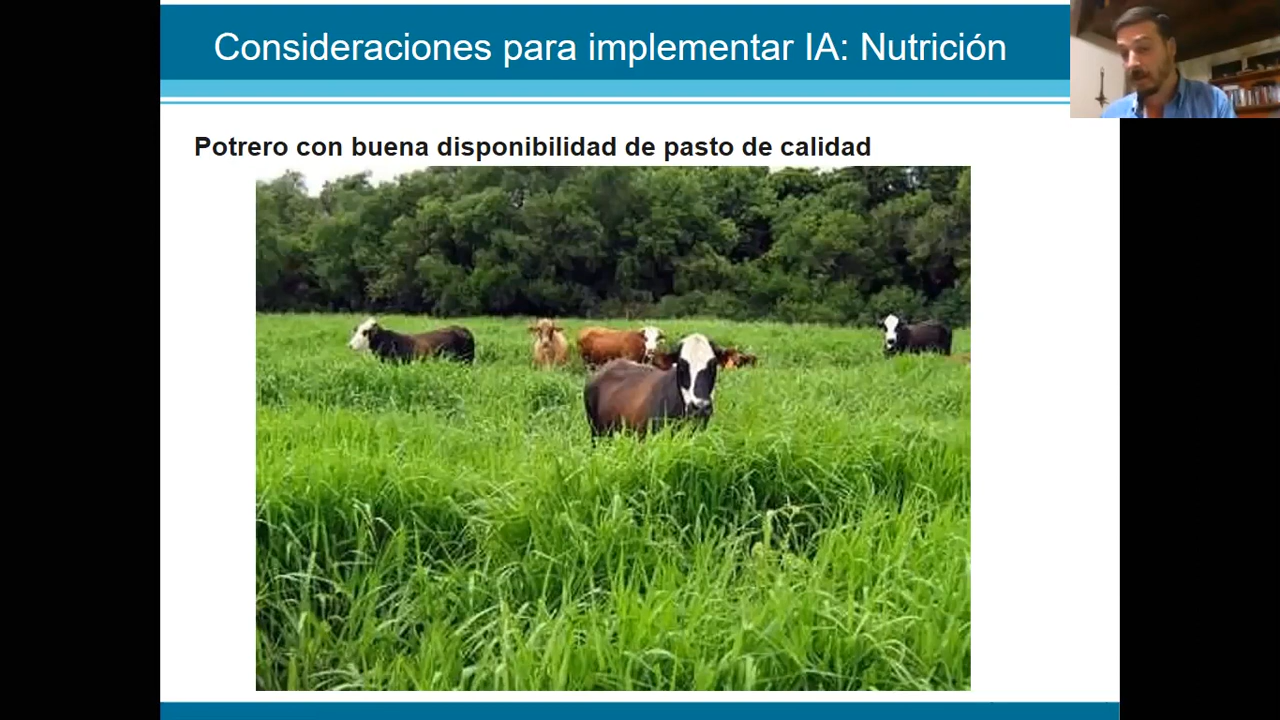 Consideraciones para implementar IA: Nutrición
Potrero con buena disponibilidad de pasto de calidad